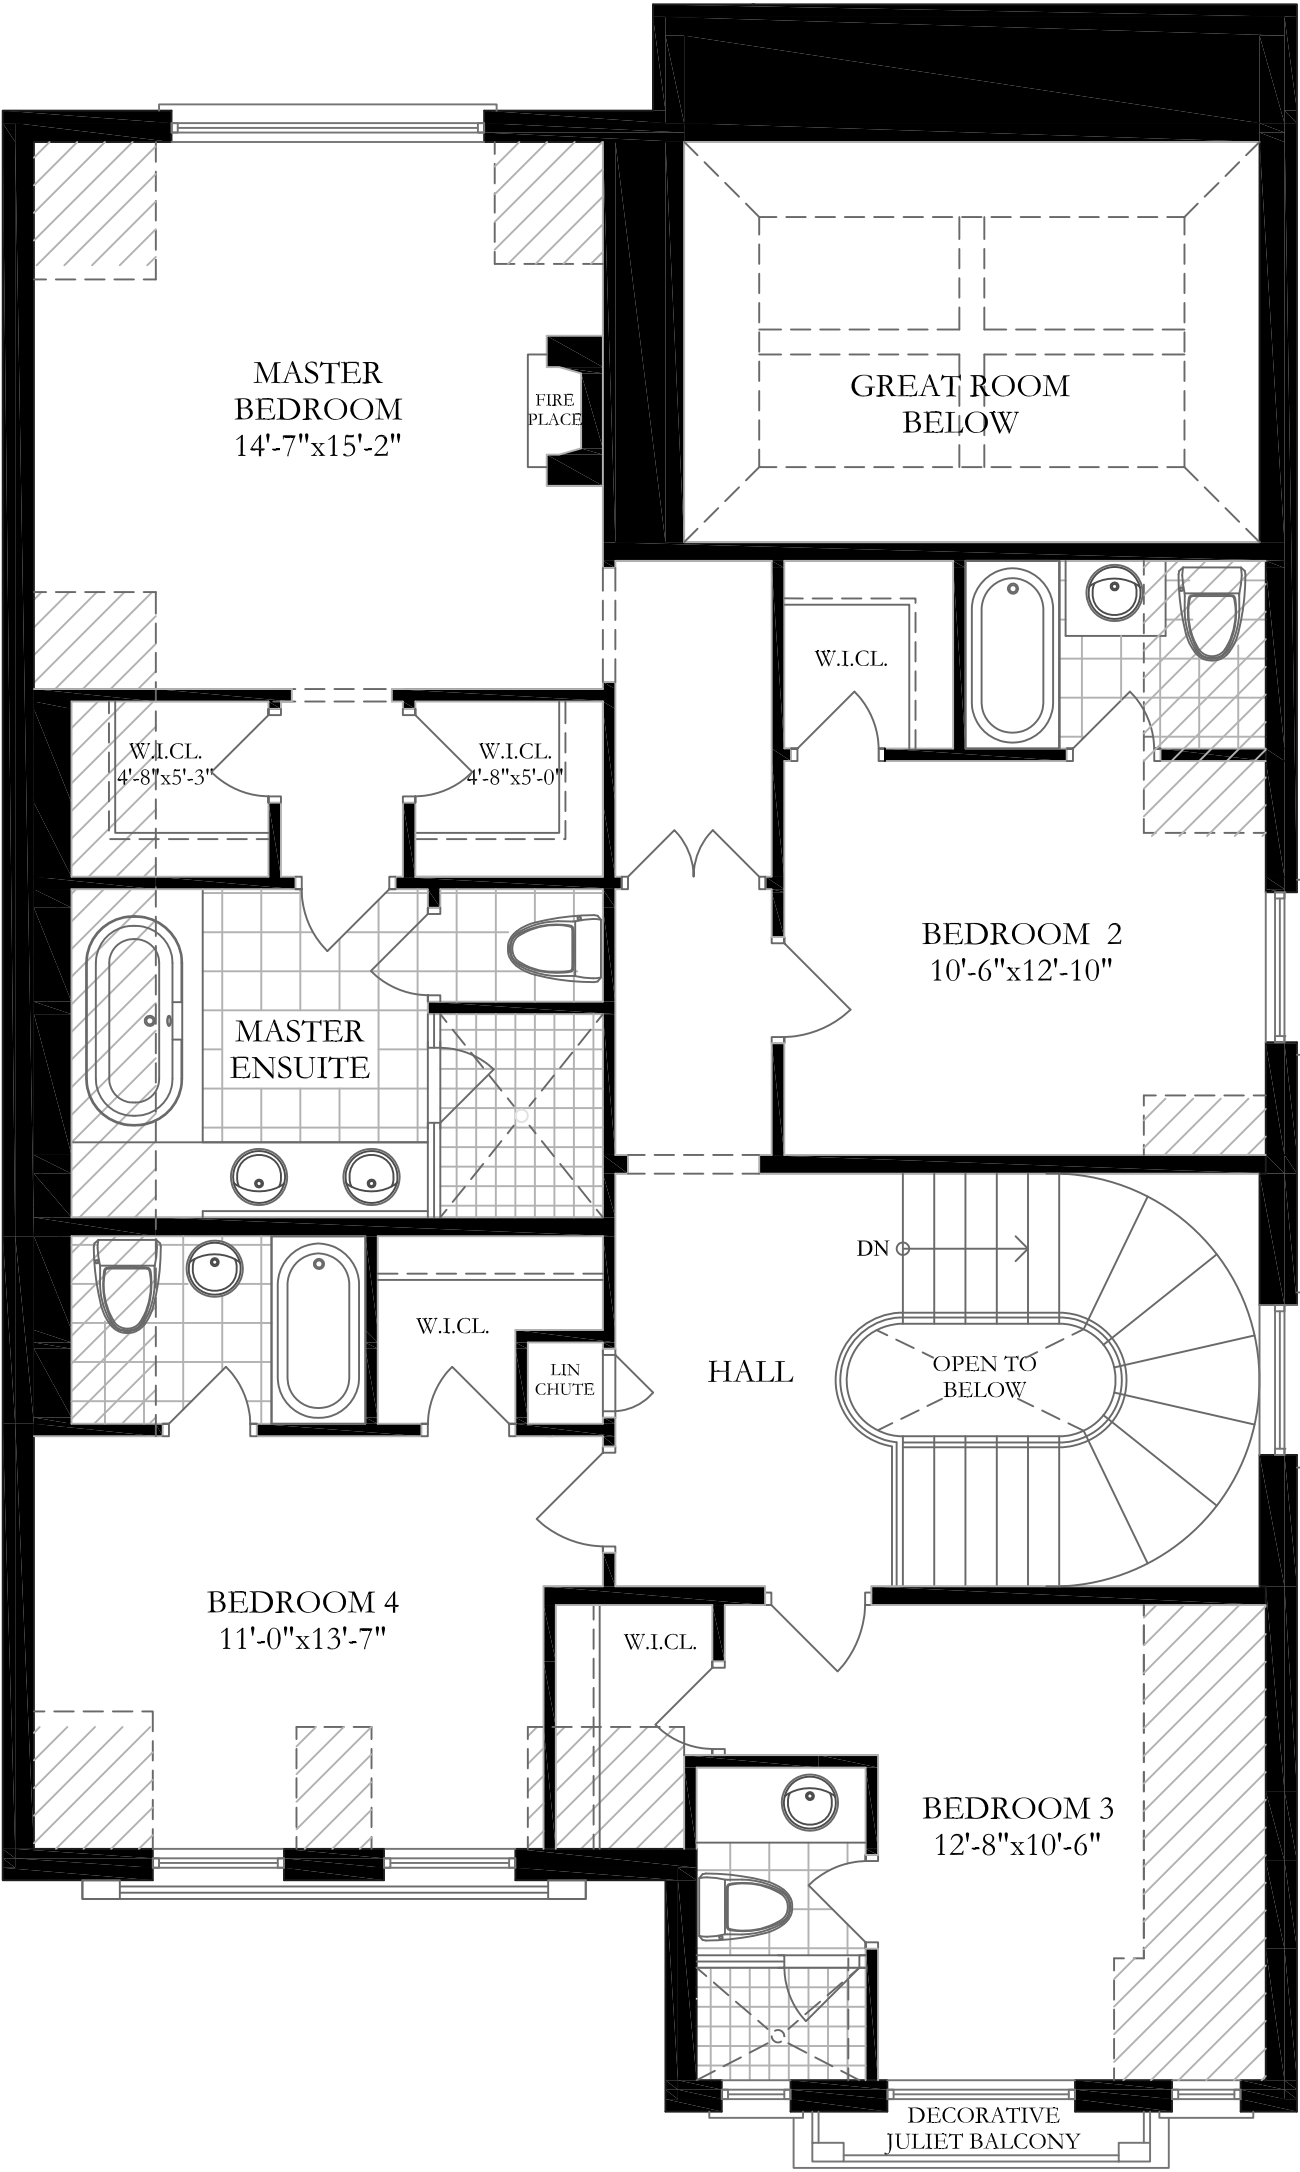 MASTER
BEDROOM
14'-7"x15'-2"
FIRE
PLACE
GREAT ROOM
BELOW
W.I.CL.
W.I.CL.
4'-8"x5'-3"
W.I.CL.
4'-8"x5'-0"
BEDROOM 2
10'-6"x12'-10"
MASTER
ENSUITE
DN
W.I.CL.
LIN
CHUTE
HALL
OPEN TO
BELOW
BEDROOM 4
11'-0"x13'-7"
W.I.CL.
BEDROOM 3
12'-8"x10'-6"
DECORATIVE
JULIET BALCONY